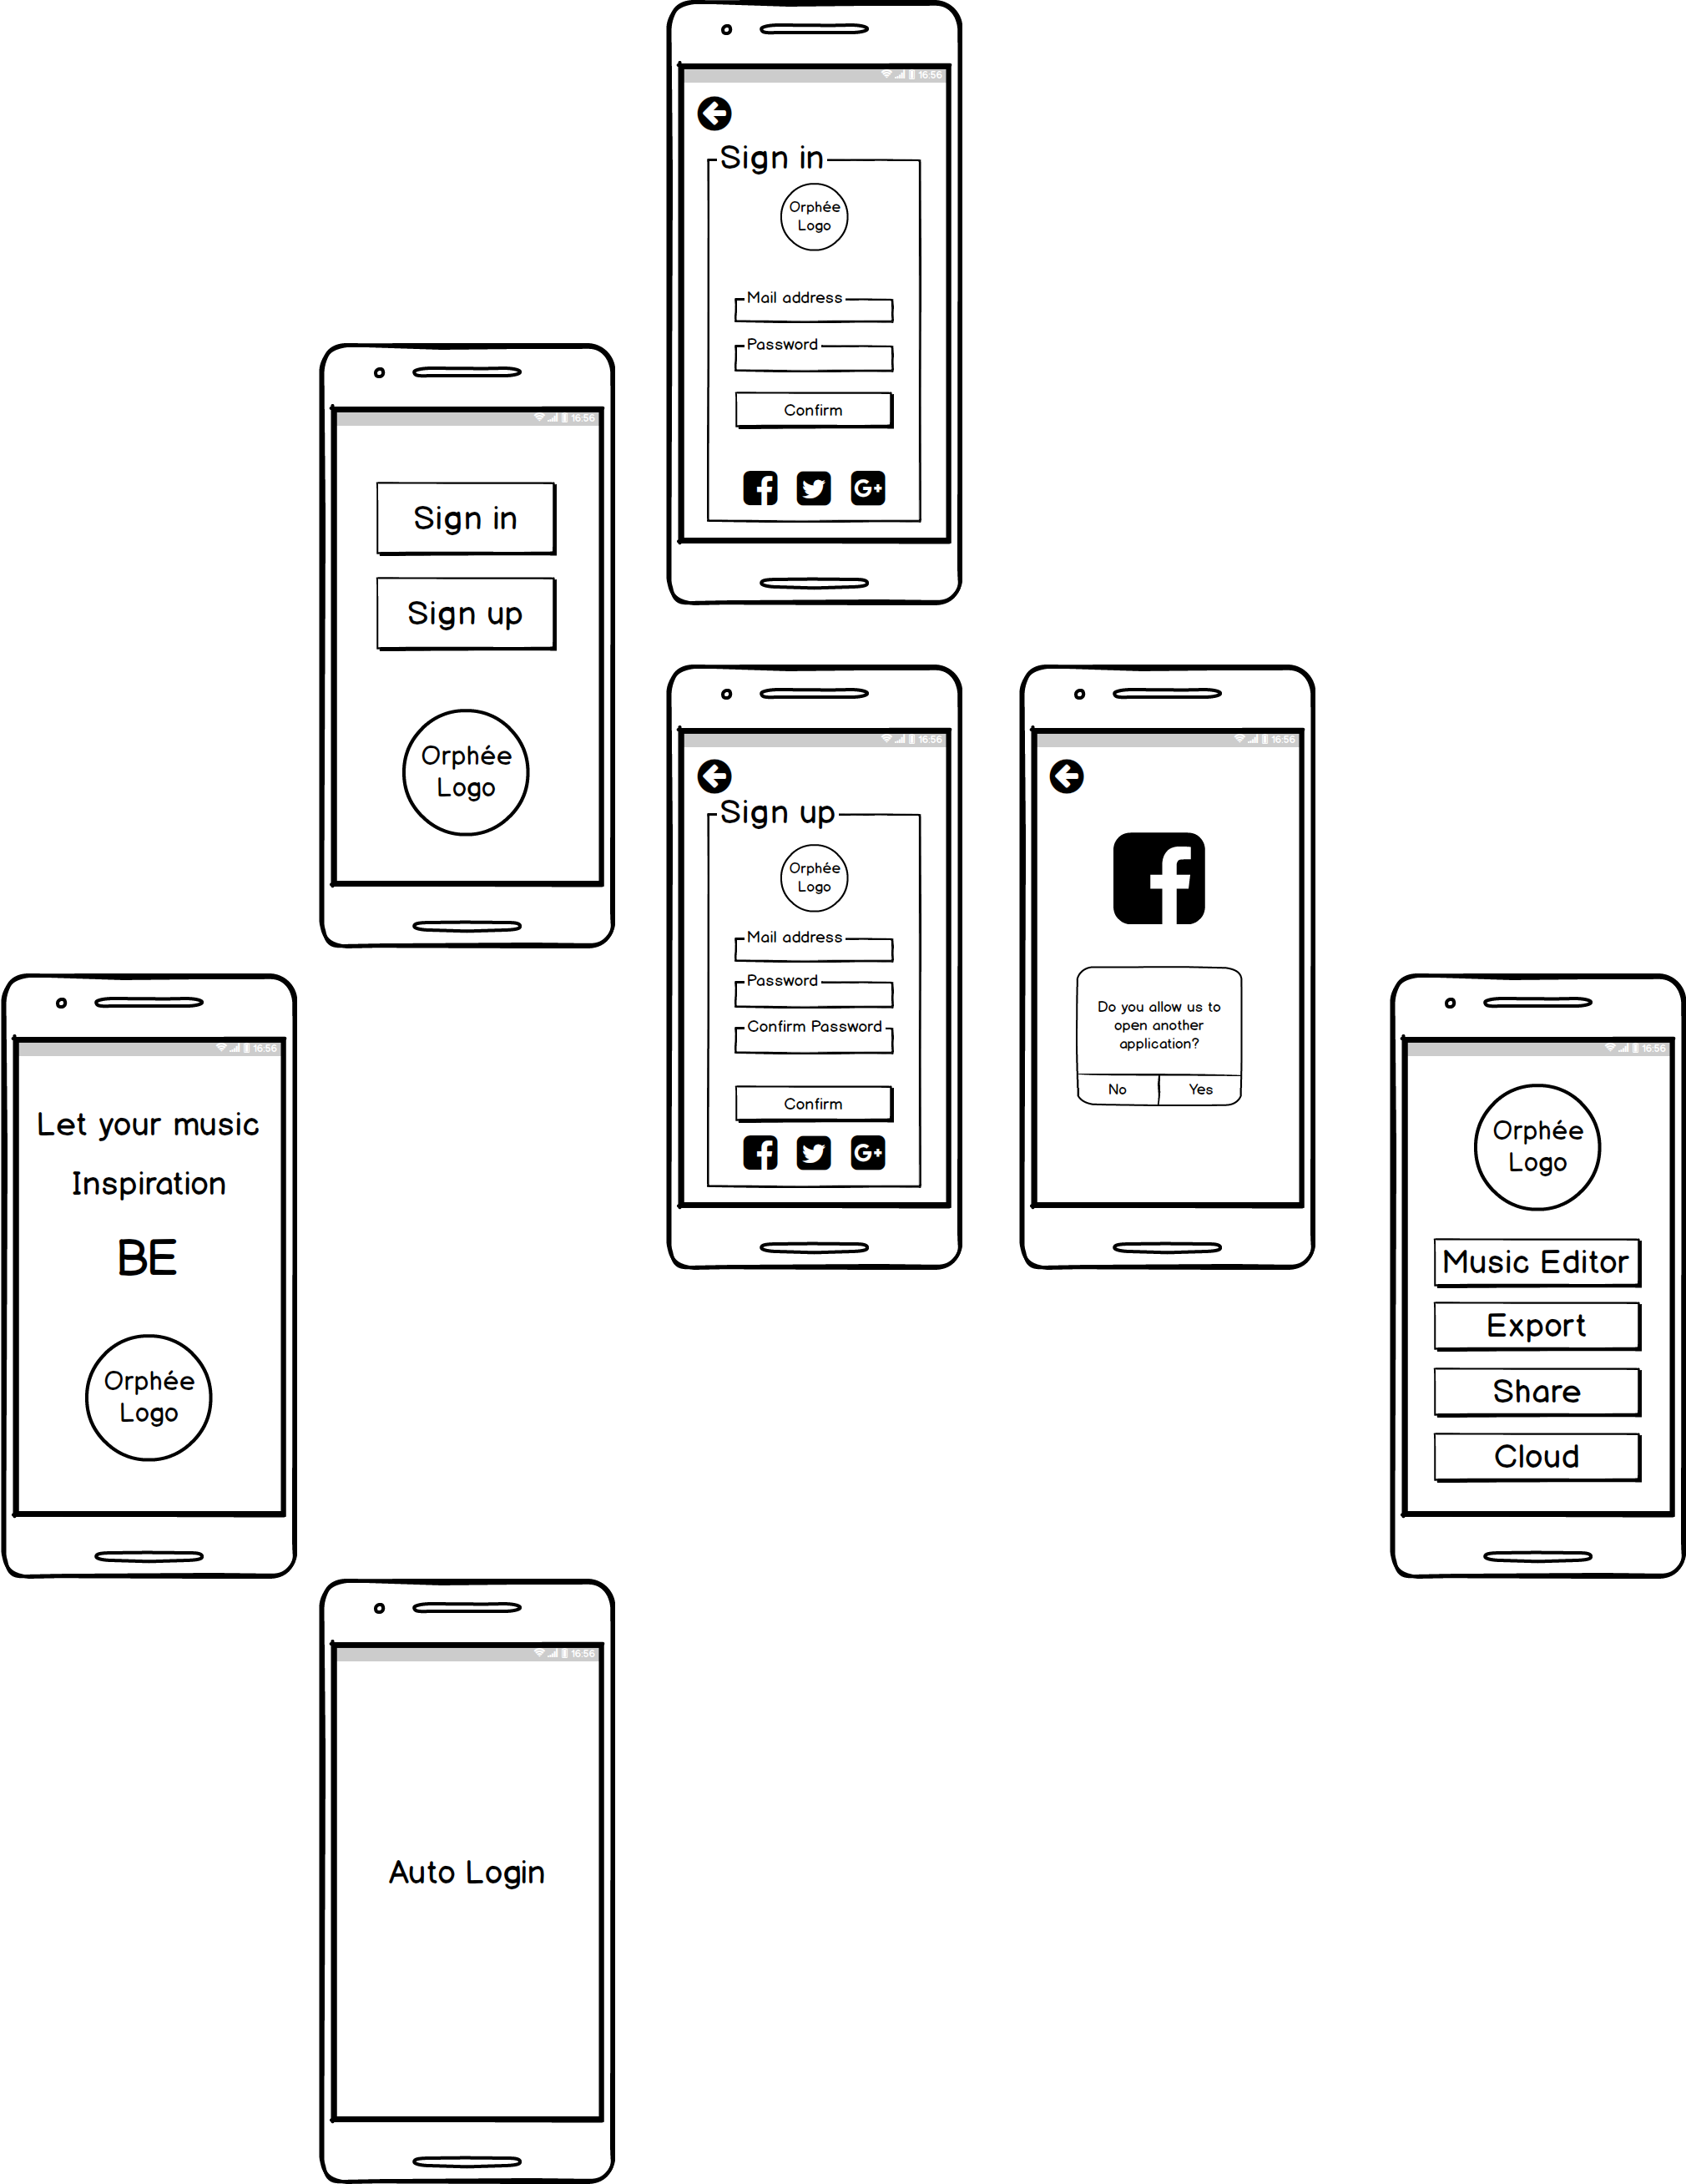 16:56
Sign in
Orphée
Logo
Mail address
Password
Confirm
G+
16:56
Sign in
Sign up
Orphée
Logo
16:56
Sign up
Orphée
Logo
Mail address
Password
Confirm Password
Confirm
G+
16:56
Do you allow us to
open another
application?
No Yes
16:56
Let your music
Inspiration
BE
Orphée
Logo
16:56
Orphée
Logo
Music Editor
Export
Share
Cloud
16:56
Auto Login